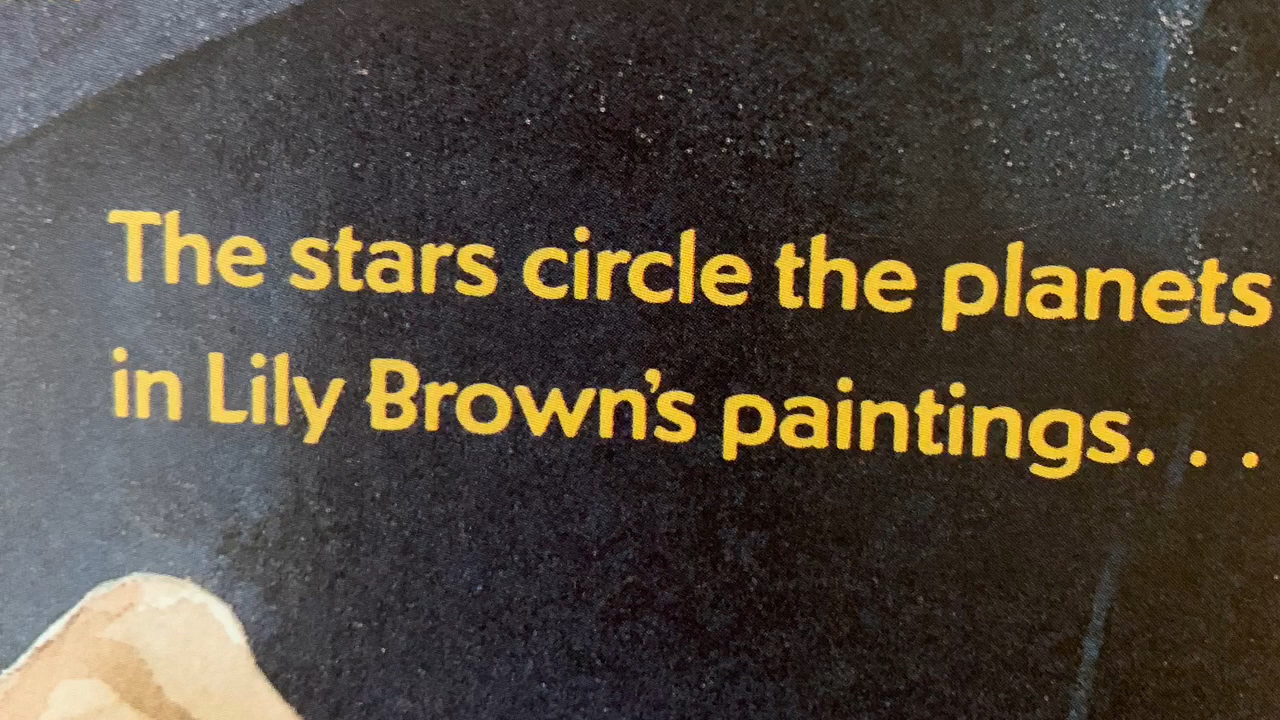 The stars circle the planets
in Lily Brown's paintings. . .